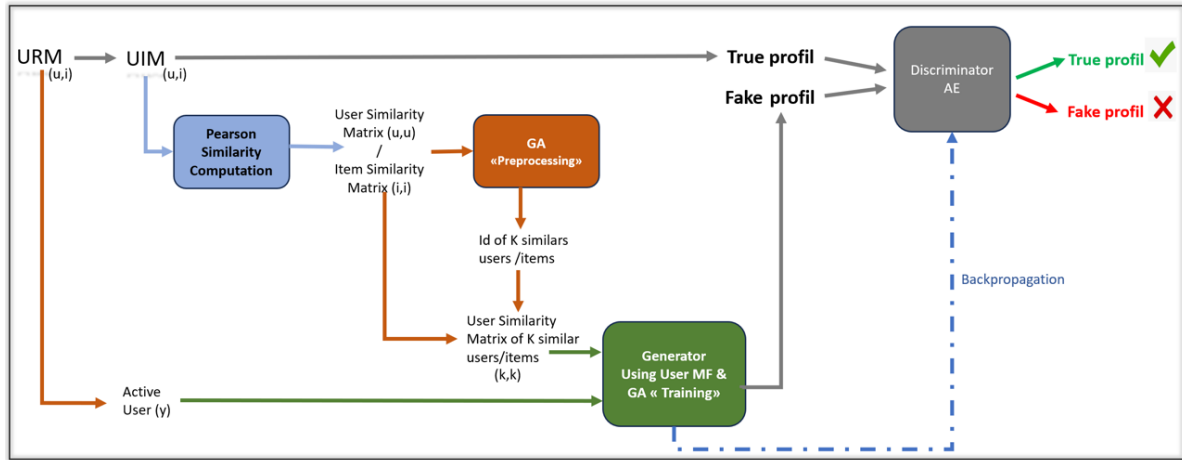 URM
(u,i)
UIM
(u,i)
True profil
Fake profil
Discriminator
AE
True profil
Fake profil
Pearson
Similarity
Computation
User Similarity
Matrix (u,u)
/
Item Similarity
Matrix (i,i)
GA
«Preprocessing»
Id of K similars
users /items
User Similarity
Matrix of K similar
users/items
(k,k)
Generator
Using User MF &
GA « Training»
Active
User (y)
Backpropagation